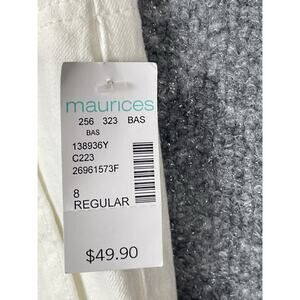 maurices
256 323 BAS
BAS
138936Y
C223
26961573F
8
REGULAR
$49.90